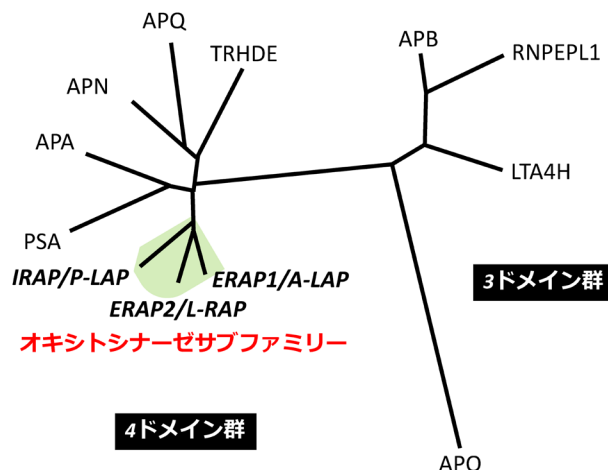 APQ
TRHDE
APN
APA
PSA
IRAP/P-LAP
ERAP1/A-LAP
ERAP2/L-RAP
オキシトシナーゼサブファミリー
4ドメイン群
APB
RNPEPL1
LTA4H
3ドメイン群
APO